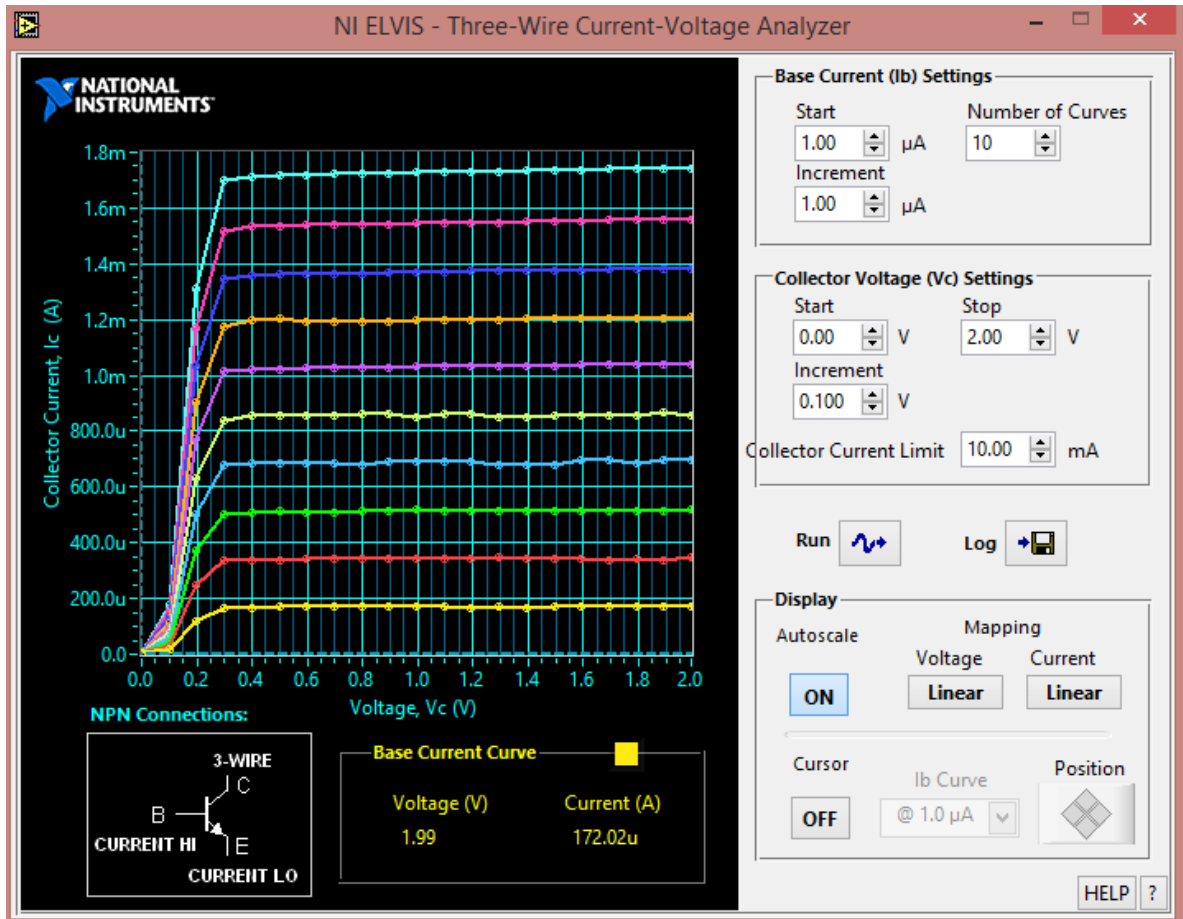 NI ELVIS - Three-Wire Current-Voltage Analyzer
NATIONAL
INSTRUMENTS
1.8m
1.6m
1.4m
1.2m
1.0m
800.0u
600.0u
400.0u
200.0u
0.0
Collector Current, Ic (A)
0.0 0.2 0.4 0.6 0.8 1.0 1.2 1.4 1.6 1.8 2.0
Voltage, Vc (V)
NPN Connections:
3-WIRE
C
B
CURRENT HI
E
CURRENT LO
Base Current Curve
Voltage (V) Current (A)
1.99 172.02u
Base Current (Ib) Settings
Start Number of Curves
1.00 µA 10
Increment
1.00 µA
Collector Voltage (Vc) Settings
Start Stop
0.00 V 2.00 V
Increment
0.100 V
Collector Current Limit 10.00 mA
Run Log
Display
Autoscale Mapping
Voltage Current
ON Linear Linear
Cursor Ib Curve Position
OFF @ 1.0 µA
HELP ?